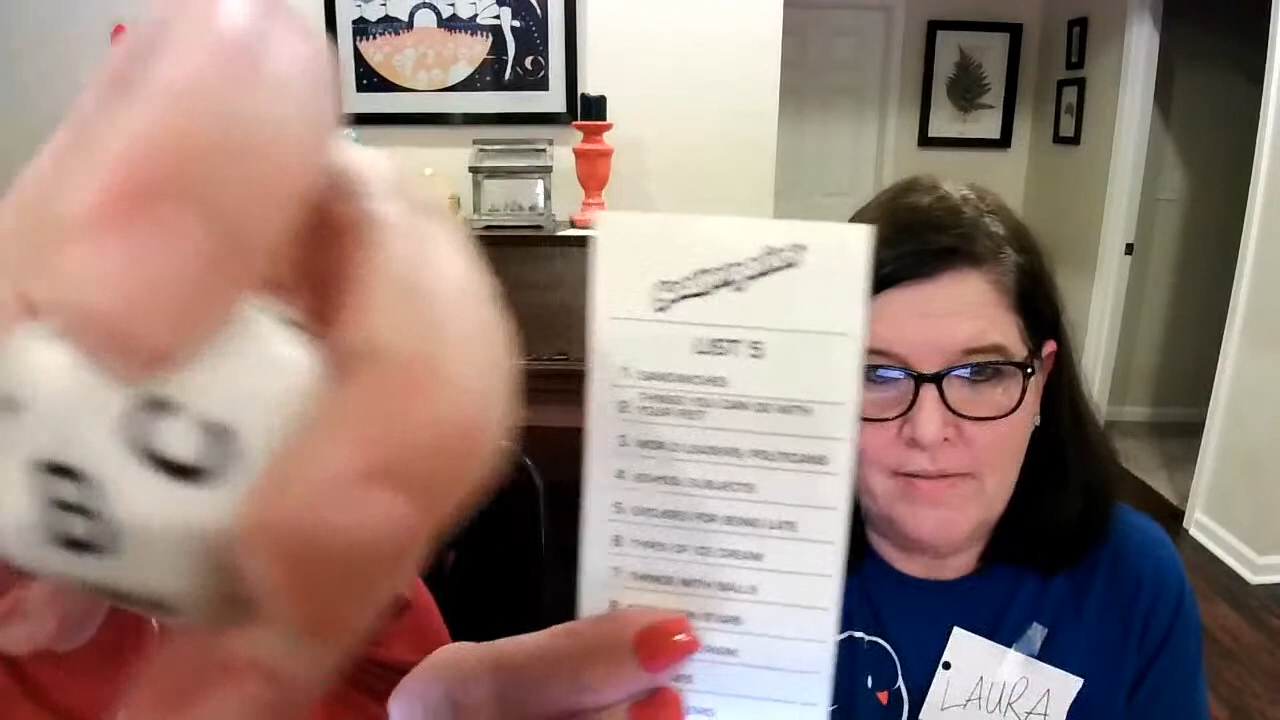 B C
Scattergories
LIST 5
1. SANDWICHES
2. THINGS YOU CAN DO WITH
YOUR FEET
3. WORLD LEADERS/POLITICIANS
4. SCHOOL SUBJECTS
5. EXCUSES FOR BEING LATE
6. TYPES OF ICE CREAM
7. THINGS WITH BALLS
LAURA